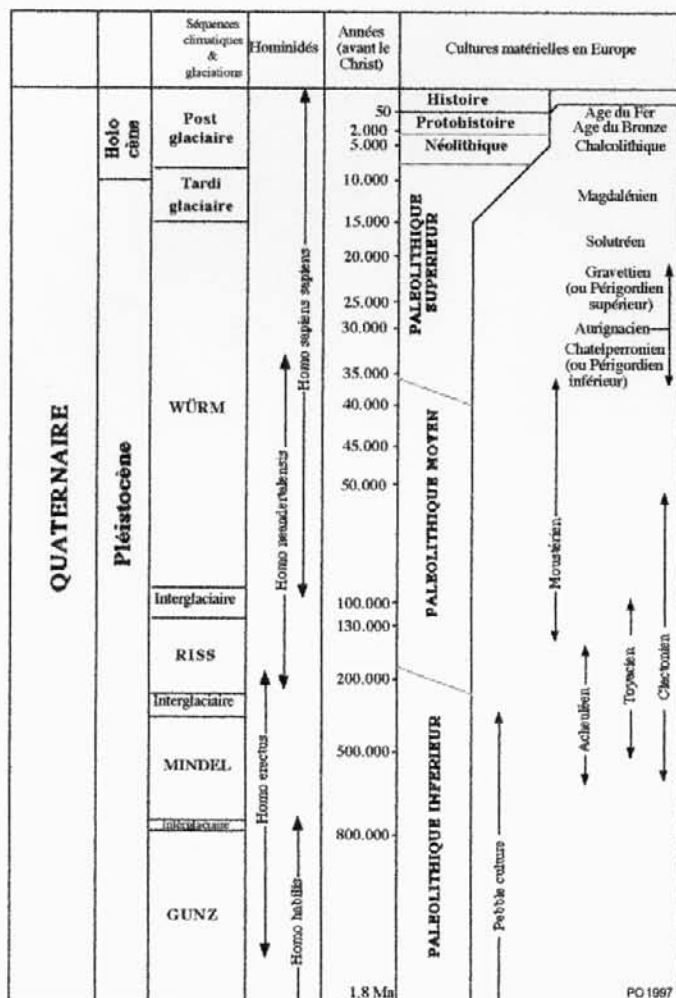 Séquences
climatiques
&
glaciations
Hominidés
Années
(avant le
Christ)
Cultures matérielles en Europe
QUATERNAIRE
Holo
cène
Pléistocène
Post
glaciaire
Tardi
glaciaire
WÜRM
Interglaciaire
RISS
Interglaciaire
MINDEL
Interglaciaire
GUNZ
Homo sapiens sapiens
Homo neandertalensis
Homo erectus
Homo habilis
50
2.000
5.000
10.000
15.000
20.000
25.000
30.000
35.000
40.000
45.000
50.000
100.000
130.000
200.000
500.000
800.000
1.8 Ma
Histoire
Protohistoire
Néolithique
PALEOLITHIQUE
SUPERIEUR
PALEOLITHIQUE MOYEN
PALEOLITHIQUE INFERIEUR
Age du Fer
Age du Bronze
Chalcolithique
Magdalénien
Solutréen
Gravettien
(ou Périgordien
supérieur)
Aurignacien
Chatelperronien
(ou Périgordien
inférieur)
Moustérien
Acheuléen
Tayacien
Clactonien
Pebble culture
PO 1997